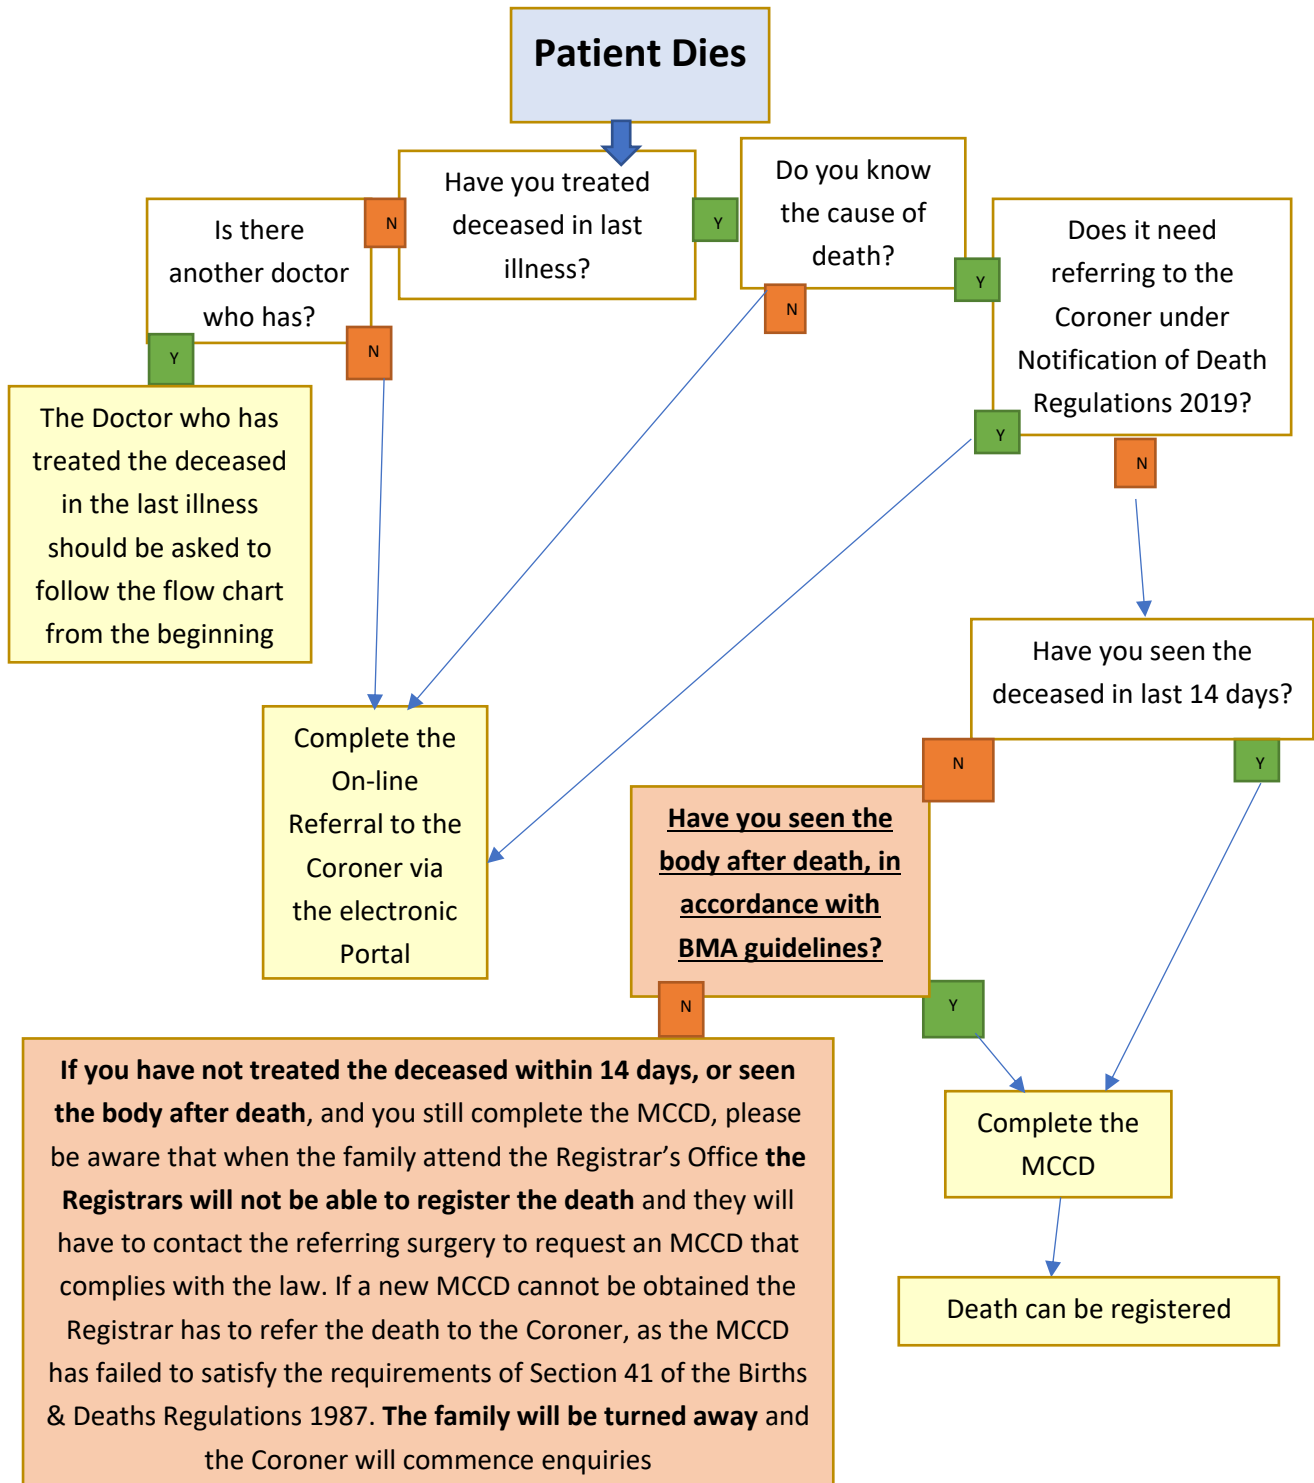 Patient Dies
Have you treated
deceased in last
illness?
N
Y
Is there
another doctor
who has?
Y
N
Do you know
the cause of
death?
N
Y
Does it need
referring to the
Coroner under
Notification of Death
Regulations 2019?
Y
N
The Doctor who has
treated the deceased
in the last illness
should be asked to
follow the flow chart
from the beginning
Complete the
On-line
Referral to the
Coroner via
the electronic
Portal
Have you seen the
deceased in last 14 days?
N
Y
Have you seen the
body after death, in
accordance with
BMA guidelines?
N
Y
If you have not treated the deceased within 14 days, or seen
the body after death, and you still complete the MCCD, please
be aware that when the family attend the Registrar’s Office the
Registrars will not be able to register the death and they will
have to contact the referring surgery to request an MCCD that
complies with the law. If a new MCCD cannot be obtained the
Registrar has to refer the death to the Coroner, as the MCCD
has failed to satisfy the requirements of Section 41 of the Births
& Deaths Regulations 1987. The family will be turned away and
the Coroner will commence enquiries
Complete the
MCCD
Death can be registered